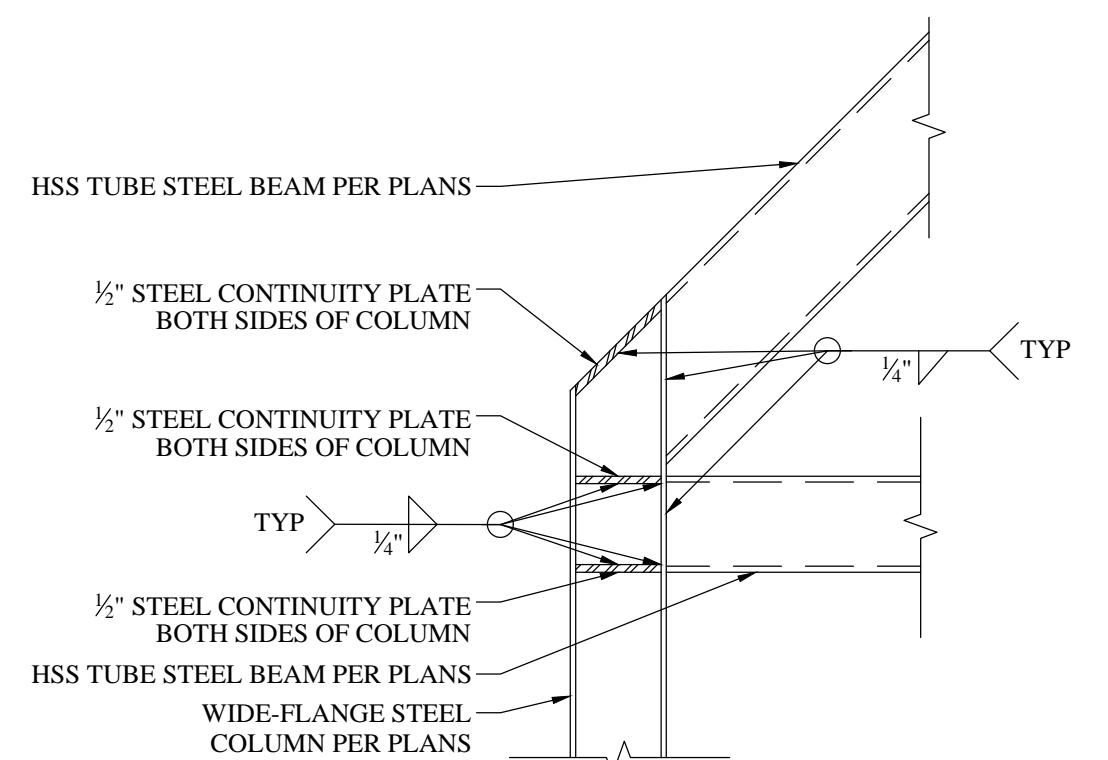 HSS TUBE STEEL BEAM PER PLANS
½" STEEL CONTINUITY PLATE
BOTH SIDES OF COLUMN
¼"
TYP
½" STEEL CONTINUITY PLATE
BOTH SIDES OF COLUMN
TYP
¼"
½" STEEL CONTINUITY PLATE
BOTH SIDES OF COLUMN
HSS TUBE STEEL BEAM PER PLANS
WIDE-FLANGE STEEL
COLUMN PER PLANS